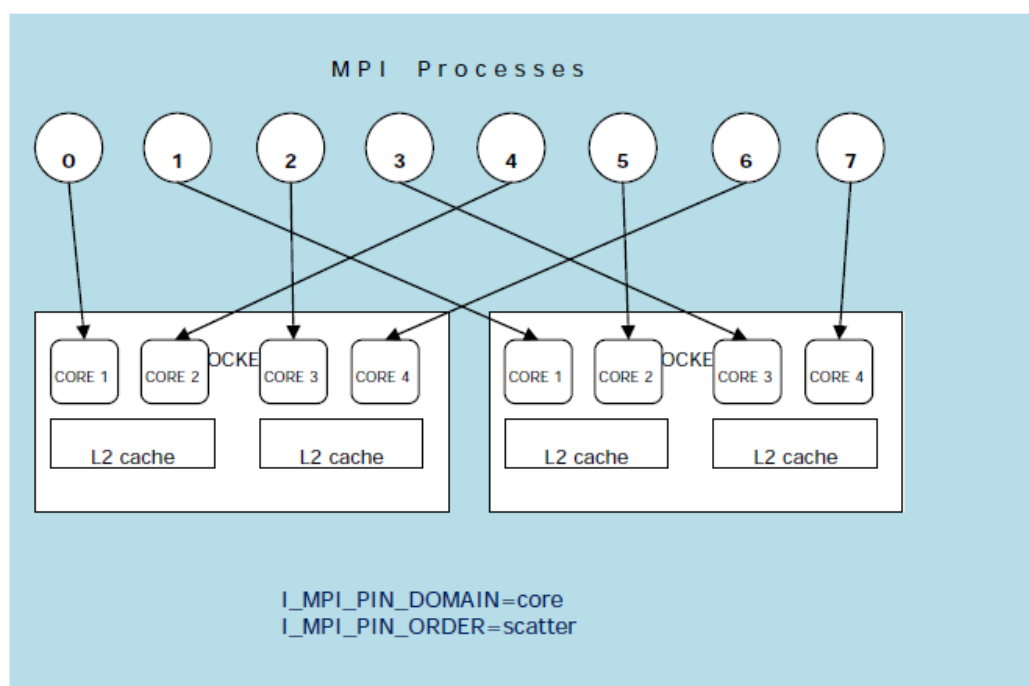 MPI Processes
0 1 2 3 4 5 6 7
OCKE OCKE
CORE 1 CORE 2 CORE 3 CORE 4 CORE 1 CORE 2 CORE 3 CORE 4
L2 cache L2 cache L2 cache L2 cache
I_MPI_PIN_DOMAIN=core
I_MPI_PIN_ORDER=scatter